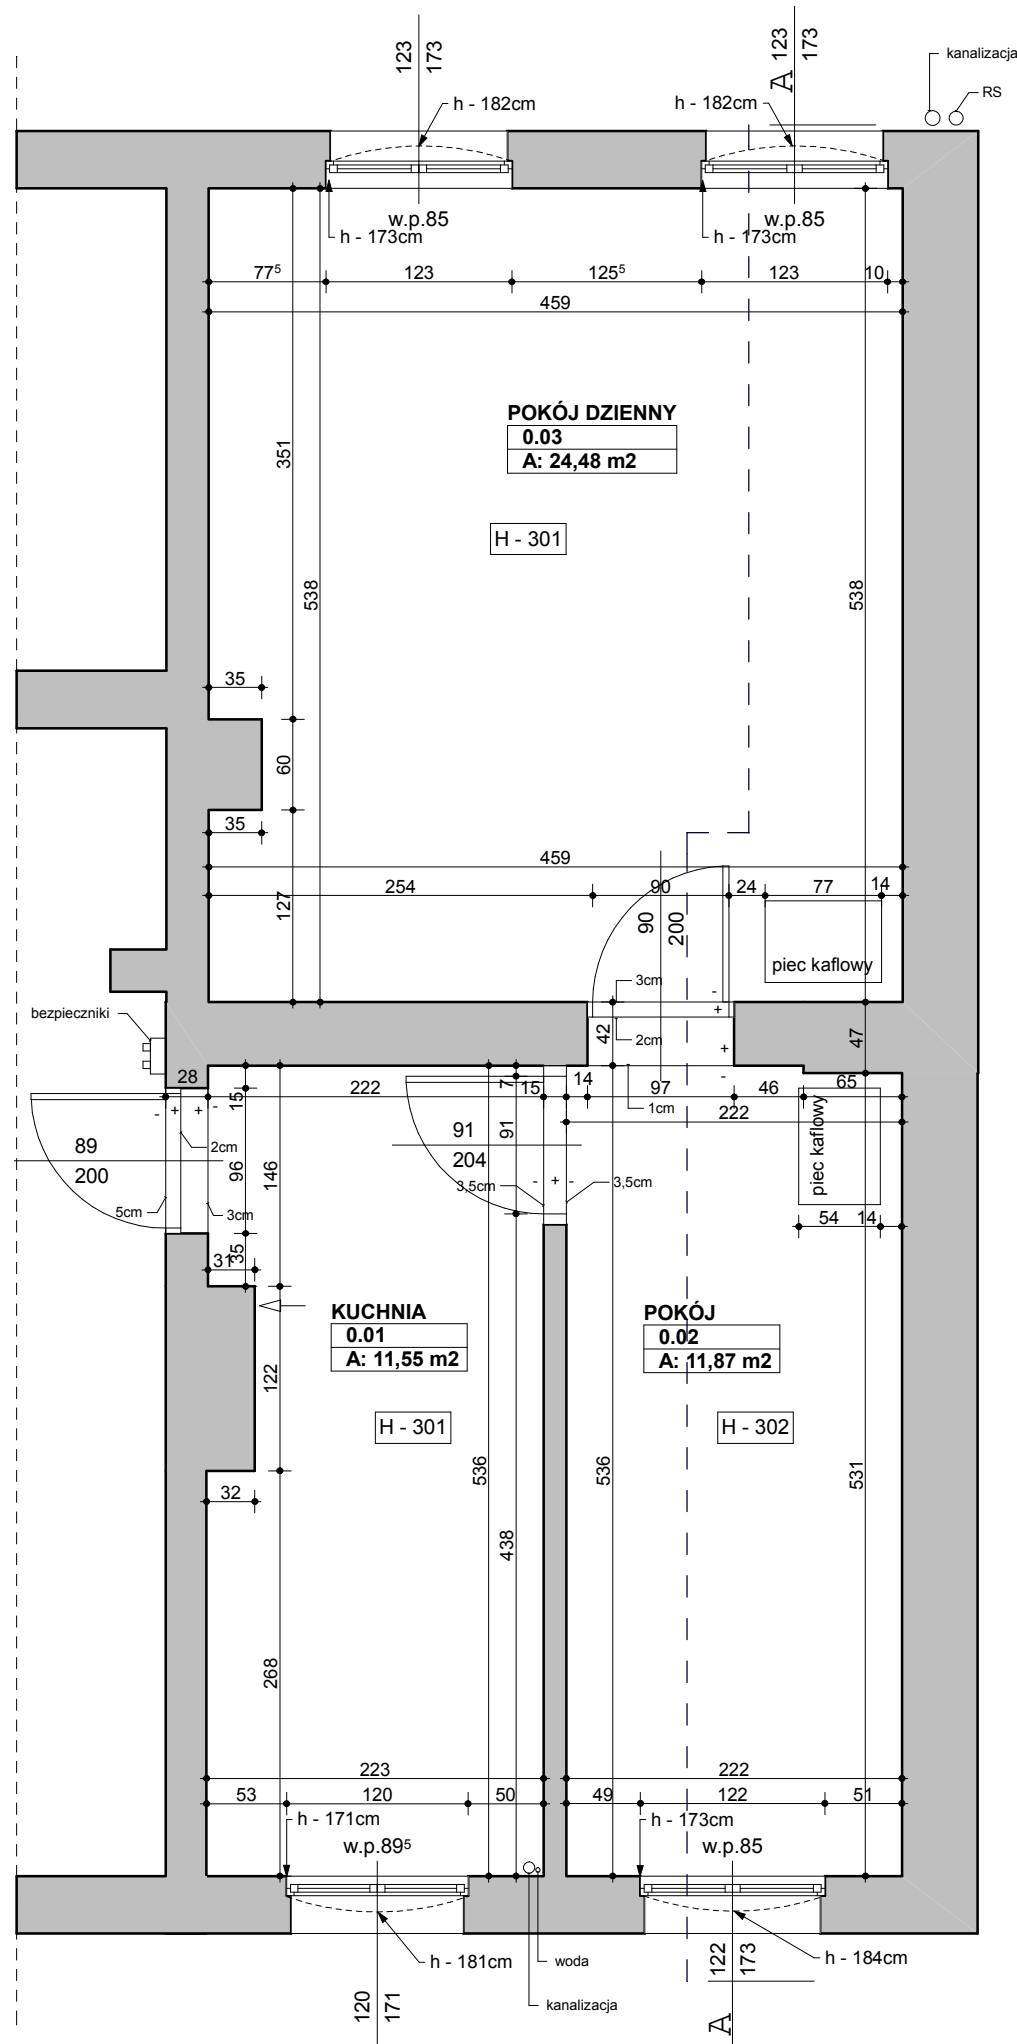 123
173
A
123
173
kanalizacja
RS
h - 182cm
h - 182cm
w.p.85
h - 173cm
w.p.85
h - 173cm
77⁵
123
125⁵
123
10
459
POKÓJ DZIENNY
0.03
A: 24,48 m2
351
H - 301
538
538
35
60
35
459
254
90
24
77
14
127
90
200
piec kaflowy
3cm
bezpieczniki
42
2cm
47
28
15
222
7
15
14
97
46
65
1cm
222
89
200
2cm
96
146
91
91
204
piec kaflowy
5cm
3cm
3,5cm
3,5cm
54
14
31
35
KUCHNIA
0.01
A: 11,55 m2
POKÓJ
0.02
A: 11,87 m2
122
H - 301
H - 302
536
536
531
32
438
268
223
222
53
120
50
49
122
51
h - 171cm
h - 173cm
w.p.89⁵
w.p.85
h - 181cm
woda
h - 184cm
kanalizacja
120
171
122
173
A